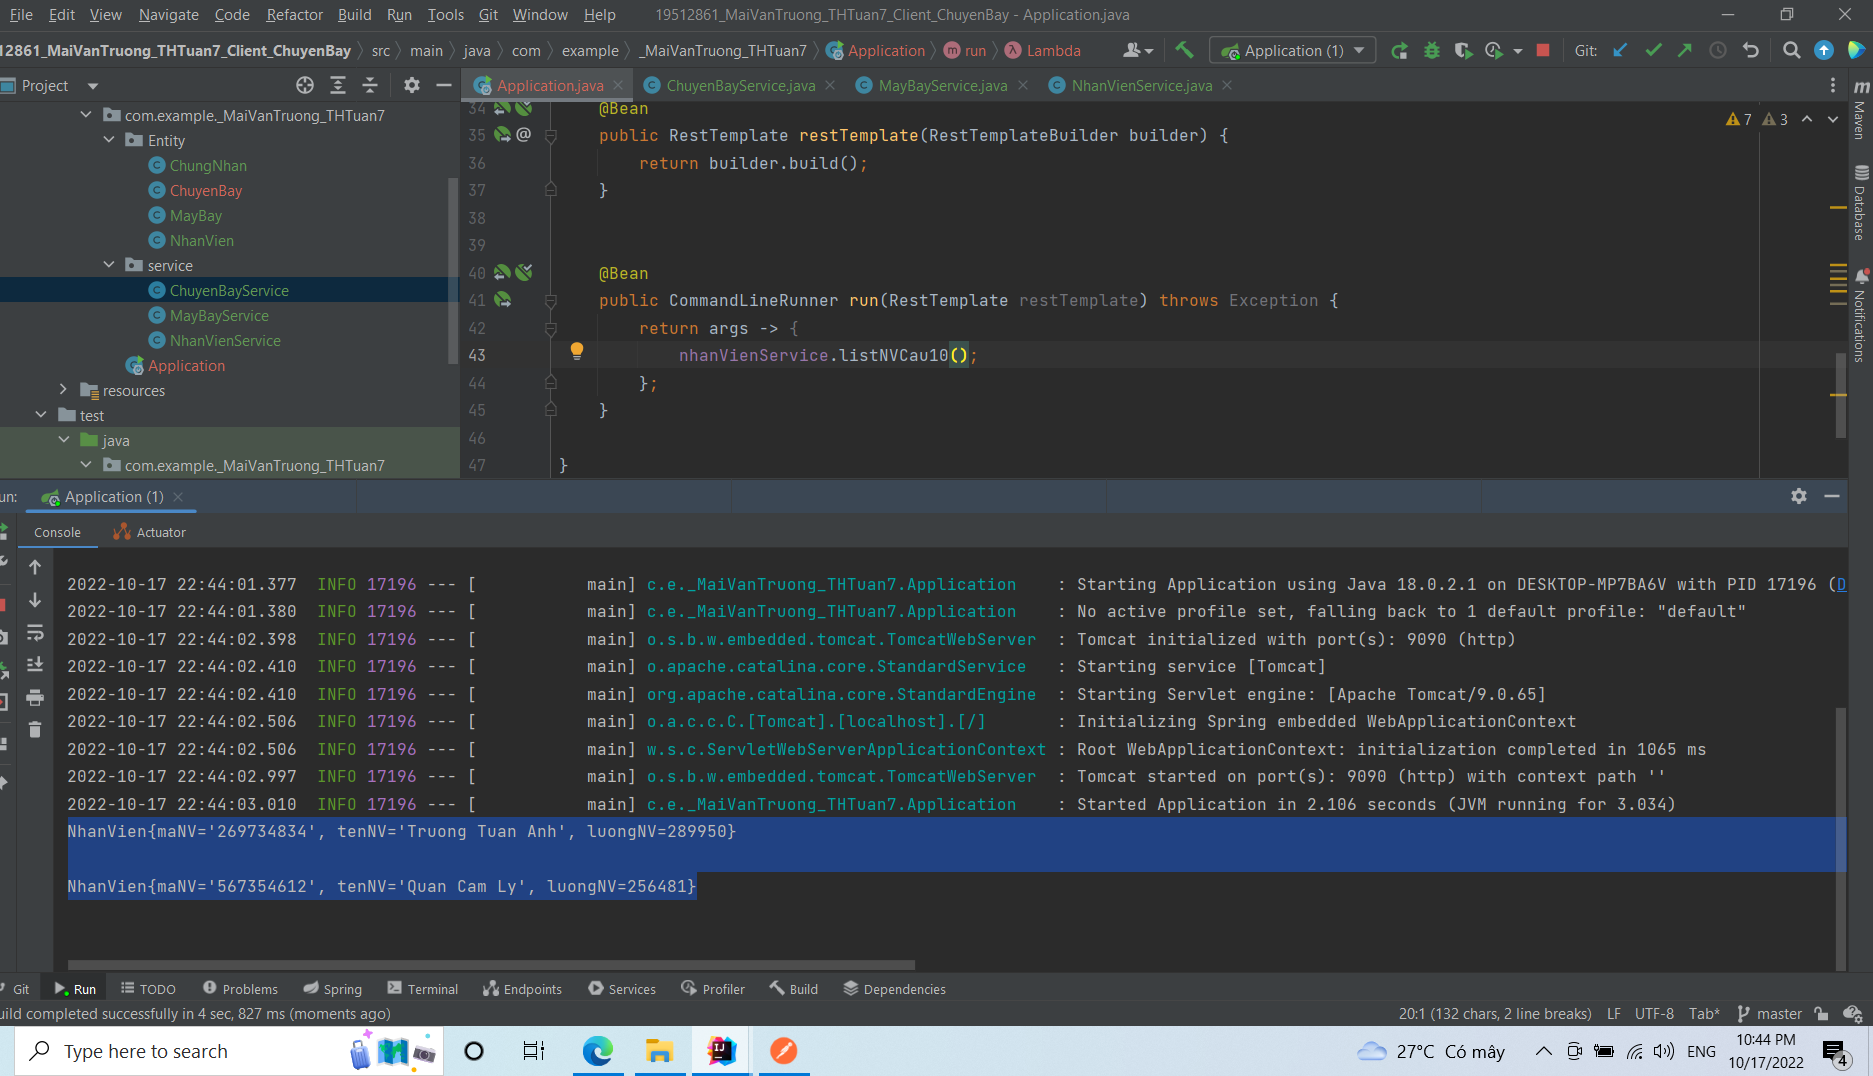 File Edit View Navigate Code Refactor Build Run Tools Git Window Help 19512861_MaiVanTruong_THTuan7_Client_ChuyenBay - Application.java
12861_MaiVanTruong_THTuan7_Client_ChuyenBay src main java com example _MaiVanTruong_THTuan7 Application run Lambda Application (1) Git:
Project
Application.java ChuyenBayService.java MayBayService.java NhanVienService.java
com.example._MaiVanTruong_THTuan7
Entity
ChungNhan
ChuyenBay
MayBay
NhanVien
service
ChuyenBayService
MayBayService
NhanVienService
Application
resources
test
java
com.example._MaiVanTruong_THTuan7
34 @Bean
35 public RestTemplate restTemplate(RestTemplateBuilder builder) {
36 return builder.build();
37 }
38
39
40 @Bean
41 public CommandLineRunner run(RestTemplate restTemplate) throws Exception {
42 return args -> {
43 nhanVienService.listNVCau10();
44 };
45 }
46
47 }
7 3
Maven
Database
Notifications
un: Application (1)
Console Actuator
2022-10-17 22:44:01.377 INFO 17196 --- [ main] c.e._MaiVanTruong_THTuan7.Application : Starting Application using Java 18.0.2.1 on DESKTOP-MP7BA6V with PID 17196 (D
2022-10-17 22:44:01.380 INFO 17196 --- [ main] c.e._MaiVanTruong_THTuan7.Application : No active profile set, falling back to 1 default profile: "default"
2022-10-17 22:44:02.398 INFO 17196 --- [ main] o.s.b.w.embedded.tomcat.TomcatWebServer : Tomcat initialized with port(s): 9090 (http)
2022-10-17 22:44:02.410 INFO 17196 --- [ main] o.apache.catalina.core.StandardService : Starting service [Tomcat]
2022-10-17 22:44:02.410 INFO 17196 --- [ main] org.apache.catalina.core.StandardEngine : Starting Servlet engine: [Apache Tomcat/9.0.65]
2022-10-17 22:44:02.506 INFO 17196 --- [ main] o.a.c.c.C.[Tomcat].[localhost].[/] : Initializing Spring embedded WebApplicationContext
2022-10-17 22:44:02.506 INFO 17196 --- [ main] w.s.c.ServletWebServerApplicationContext : Root WebApplicationContext: initialization completed in 1065 ms
2022-10-17 22:44:02.997 INFO 17196 --- [ main] o.s.b.w.embedded.tomcat.TomcatWebServer : Tomcat started on port(s): 9090 (http) with context path ''
2022-10-17 22:44:03.010 INFO 17196 --- [ main] c.e._MaiVanTruong_THTuan7.Application : Started Application in 2.106 seconds (JVM running for 3.034)
NhanVien{maNV='269734834', tenNV='Truong Tuan Anh', luongNV=289950}
NhanVien{maNV='567354612', tenNV='Quan Cam Ly', luongNV=256481}
Git Run TODO Problems Spring Terminal Endpoints Services Profiler Build Dependencies
uild completed successfully in 4 sec, 827 ms (moments ago) 20:1 (132 chars, 2 line breaks) LF UTF-8 Tab* master
Type here to search 27°C Có mây ENG 10:44 PM
10/17/2022 4